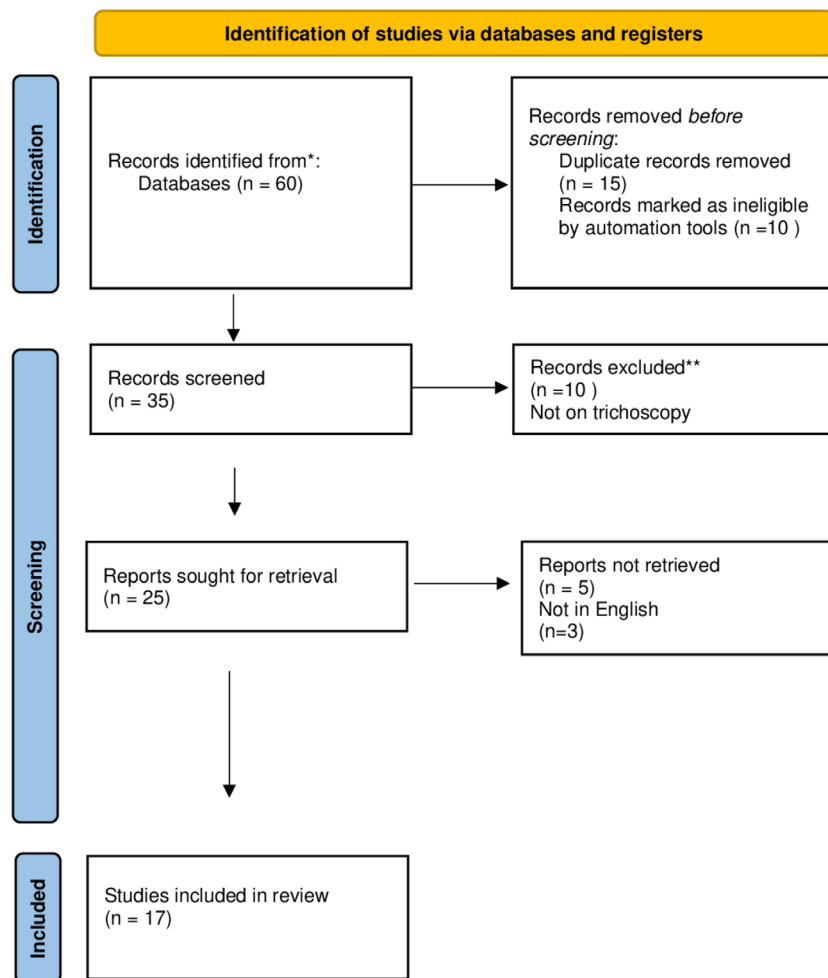 Identification of studies via databases and registers
Identification
Records identified from*:
Databases (n = 60)
Records removed before
screening:
Duplicate records removed
(n = 15)
Records marked as ineligible
by automation tools (n =10 )
Screening
Records screened
(n = 35)
Records excluded**
(n =10 )
Not on trichoscopy
Reports sought for retrieval
(n = 25)
Reports not retrieved
(n = 5)
Not in English
(n=3)
Included
Studies included in review
(n = 17)